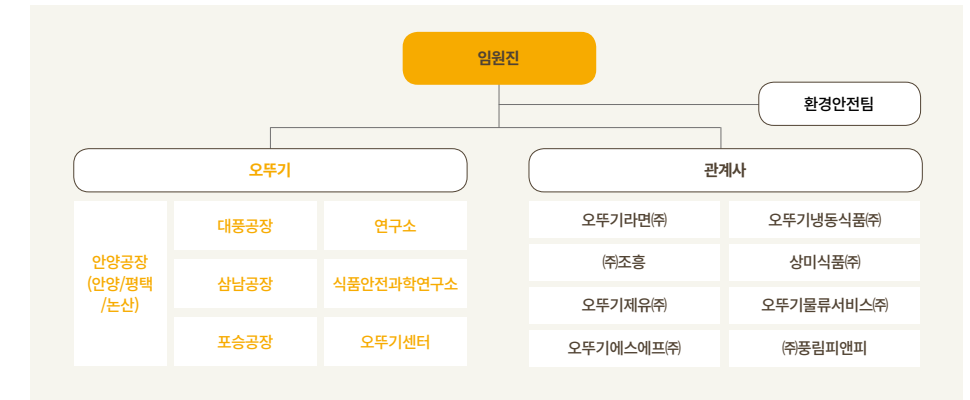 임원진
환경안전팀
오뚜기
관계사
안양공장
(안양/평택
/논산)
대풍공장
연구소
삼남공장
식품안전과학연구소
포승공장
오뚜기센터
오뚜기라면㈜
오뚜기냉동식품㈜
㈜조흥
상미식품㈜
오뚜기제유㈜
오뚜기물류서비스㈜
오뚜기에스에프㈜
㈜풍림피앤피